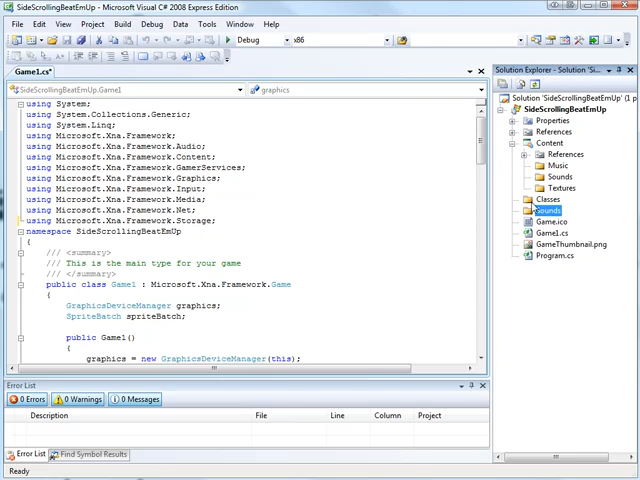 SideScrollingBeatEmUp - Microsoft Visual C# 2008 Express Edition
File Edit View Project Build Debug Data Tools Window Help
Debug x86
Game1.cs*
SideScrollingBeatEmUp.Game1 graphics
using System;
using System.Collections.Generic;
using System.Linq;
using Microsoft.Xna.Framework;
using Microsoft.Xna.Framework.Audio;
using Microsoft.Xna.Framework.Content;
using Microsoft.Xna.Framework.GamerServices;
using Microsoft.Xna.Framework.Graphics;
using Microsoft.Xna.Framework.Input;
using Microsoft.Xna.Framework.Media;
using Microsoft.Xna.Framework.Net;
using Microsoft.Xna.Framework.Storage;
namespace SideScrollingBeatEmUp
{
/// <summary>
/// This is the main type for your game
/// </summary>
public class Game1 : Microsoft.Xna.Framework.Game
{
GraphicsDeviceManager graphics;
SpriteBatch spriteBatch;
public Game1()
{
graphics = new GraphicsDeviceManager(this);
Solution Explorer - Solution 'Si...
Solution 'SideScrollingBeatEmUp'
SideScrollingBeatEmUp
Properties
References
Content
References
Music
Sounds
Textures
Classes
Sounds
Game.ico
Game1.cs
GameThumbnail.png
Program.cs
Error List
0 Errors 0 Warnings 0 Messages
Description File Line Column Project
Error List Find Symbol Results
Ready